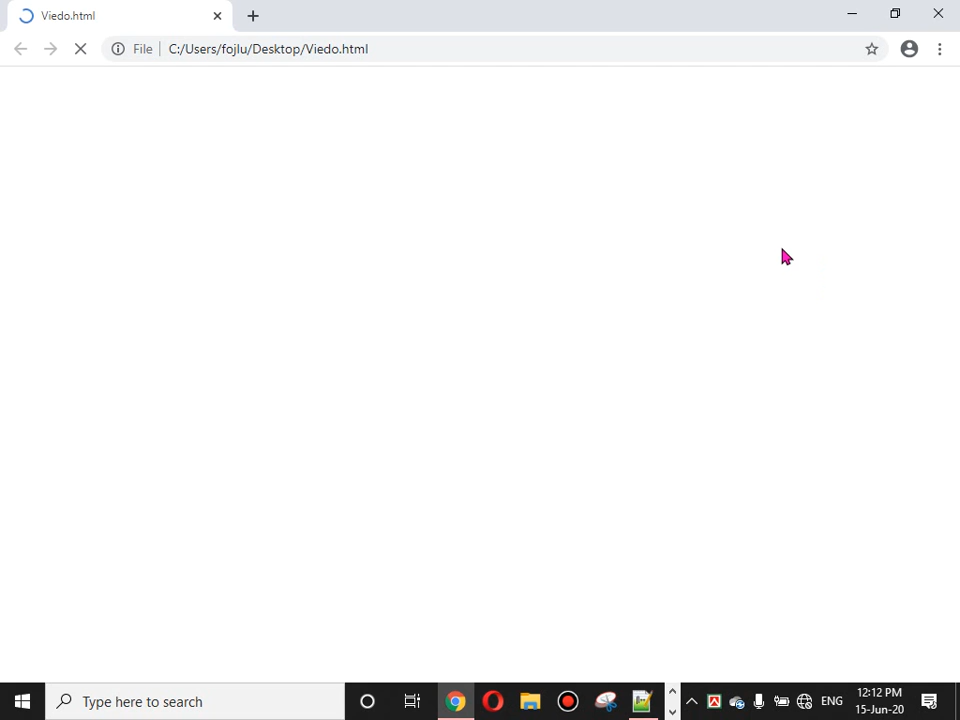 Viedo.html
File
C:/Users/fojlu/Desktop/Viedo.html
Type here to search
ENG
12:12 PM
15-Jun-20